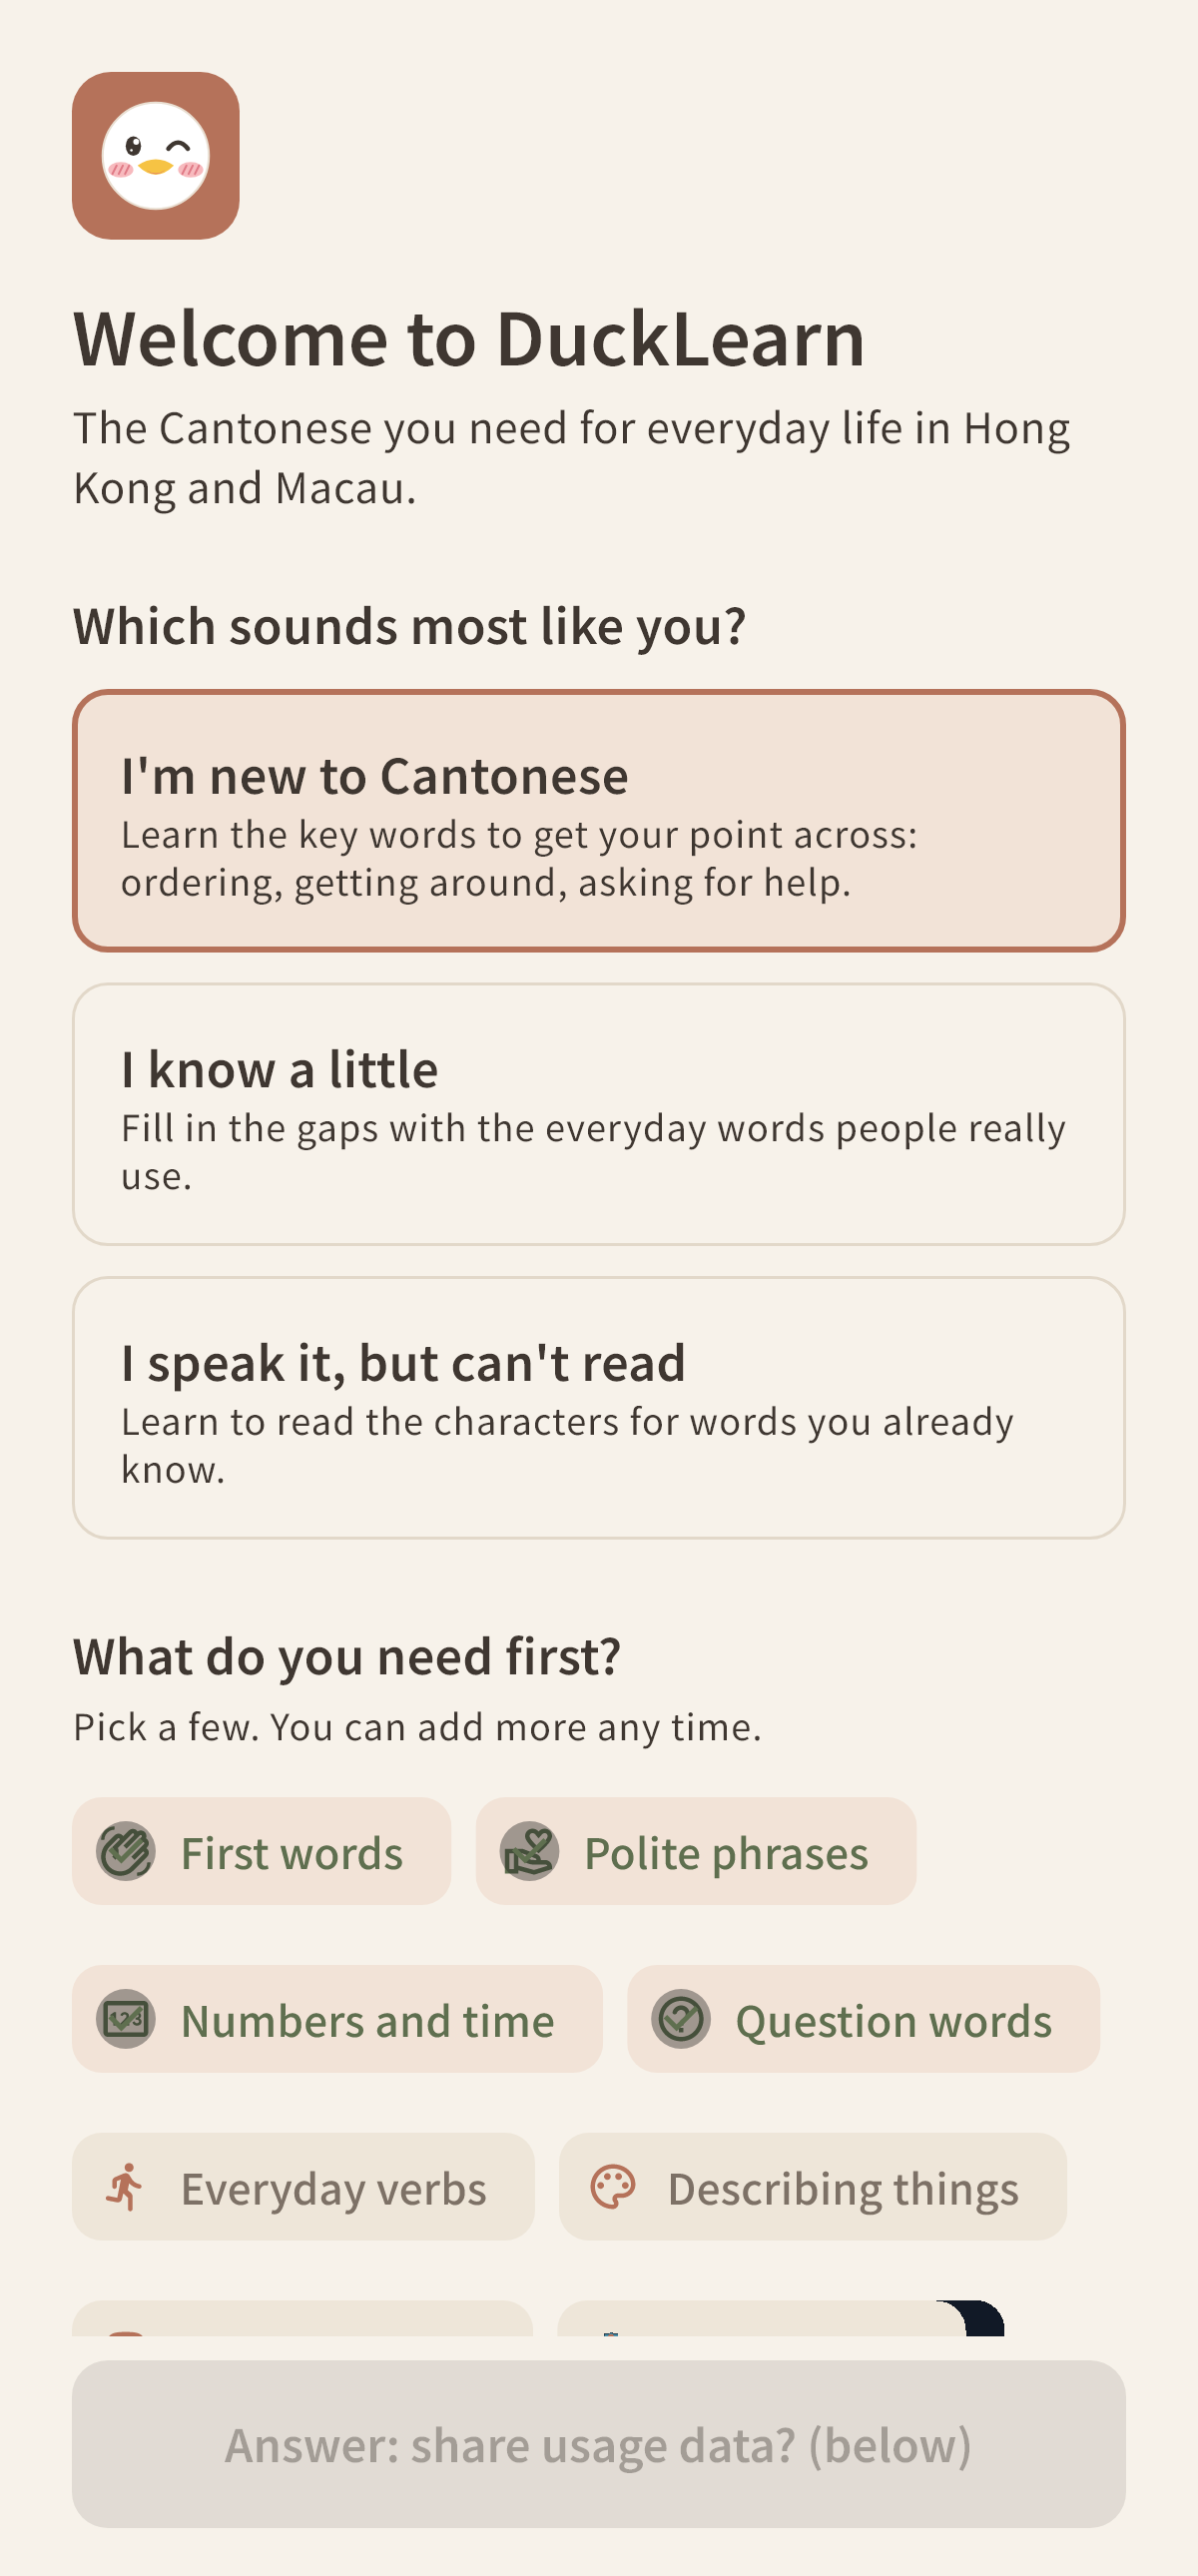 Welcome to DuckLearn
The Cantonese you need for everyday life in Hong
Kong and Macau.
Which sounds most like you?
I'm new to Cantonese
Learn the key words to get your point across:
ordering, getting around, asking for help.
I know a little
Fill in the gaps with the everyday words people really
use.
I speak it, but can't read
Learn to read the characters for words you already
know.
What do you need first?
Pick a few. You can add more any time.
First words
Polite phrases
123
Numbers and time
Question words
Everyday verbs
Describing things
Answer: share usage data? (below)